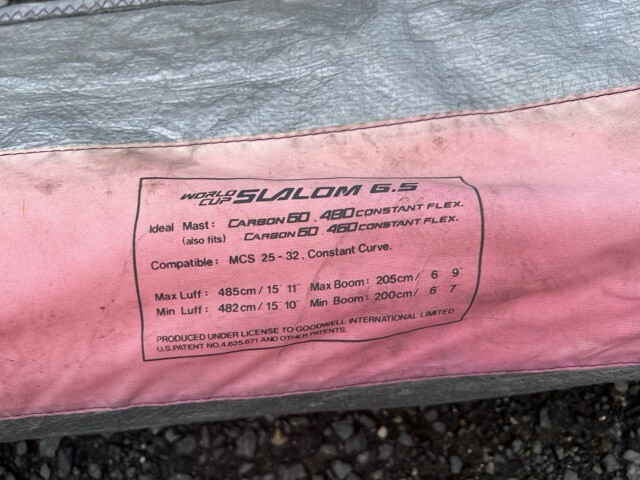 WORLD CUP SLALOM 6.5
Ideal Mast: CARBON 60, 480 CONSTANT FLEX.
(also fits) CARBON 60, 460 CONSTANT FLEX.
Compatible: MCS 25 - 32, Constant Curve.
Max Luff: 485cm / 15' 11" Max Boom: 205cm / 6' 9"
Min Luff: 482cm / 15' 10" Min Boom: 200cm / 6' 7"
PRODUCED UNDER LICENSE TO GOODWELL INTERNATIONAL LIMITED
U.S.PATENT NO.4,625,671 AND OTHER PATENTS.